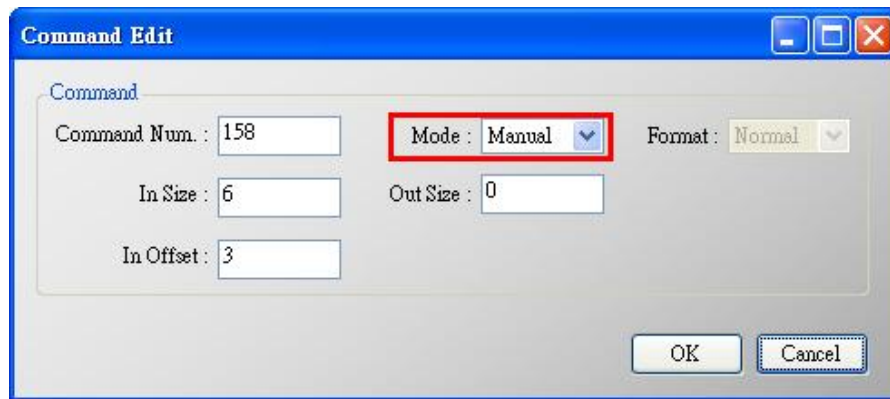 Command Edit
Command
Command Num. : 158 Mode : Manual Format : Normal
In Size : 6 Out Size : 0
In Offset : 3
OK Cancel